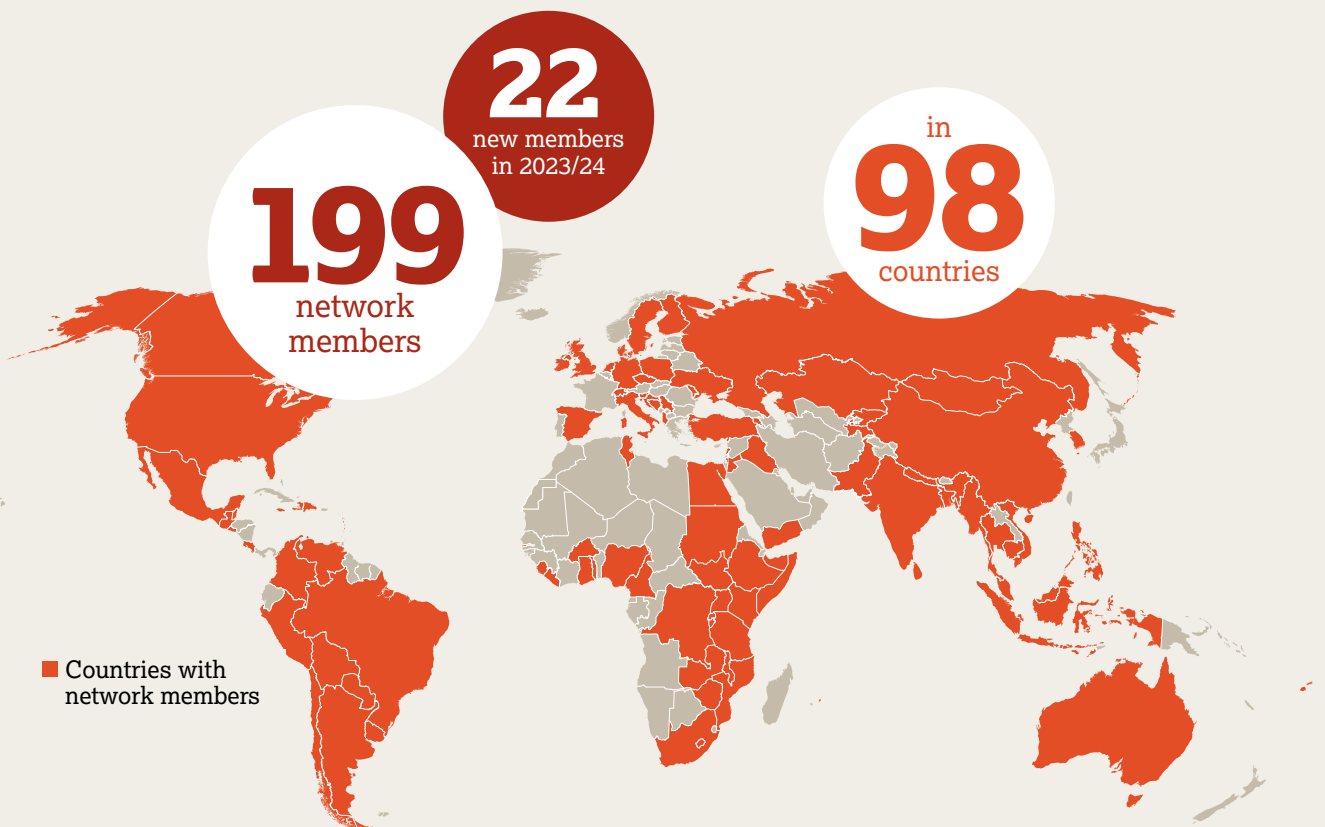 22
new members
in 2023/24
199
network
members
in
98
countries
Countries with
network members